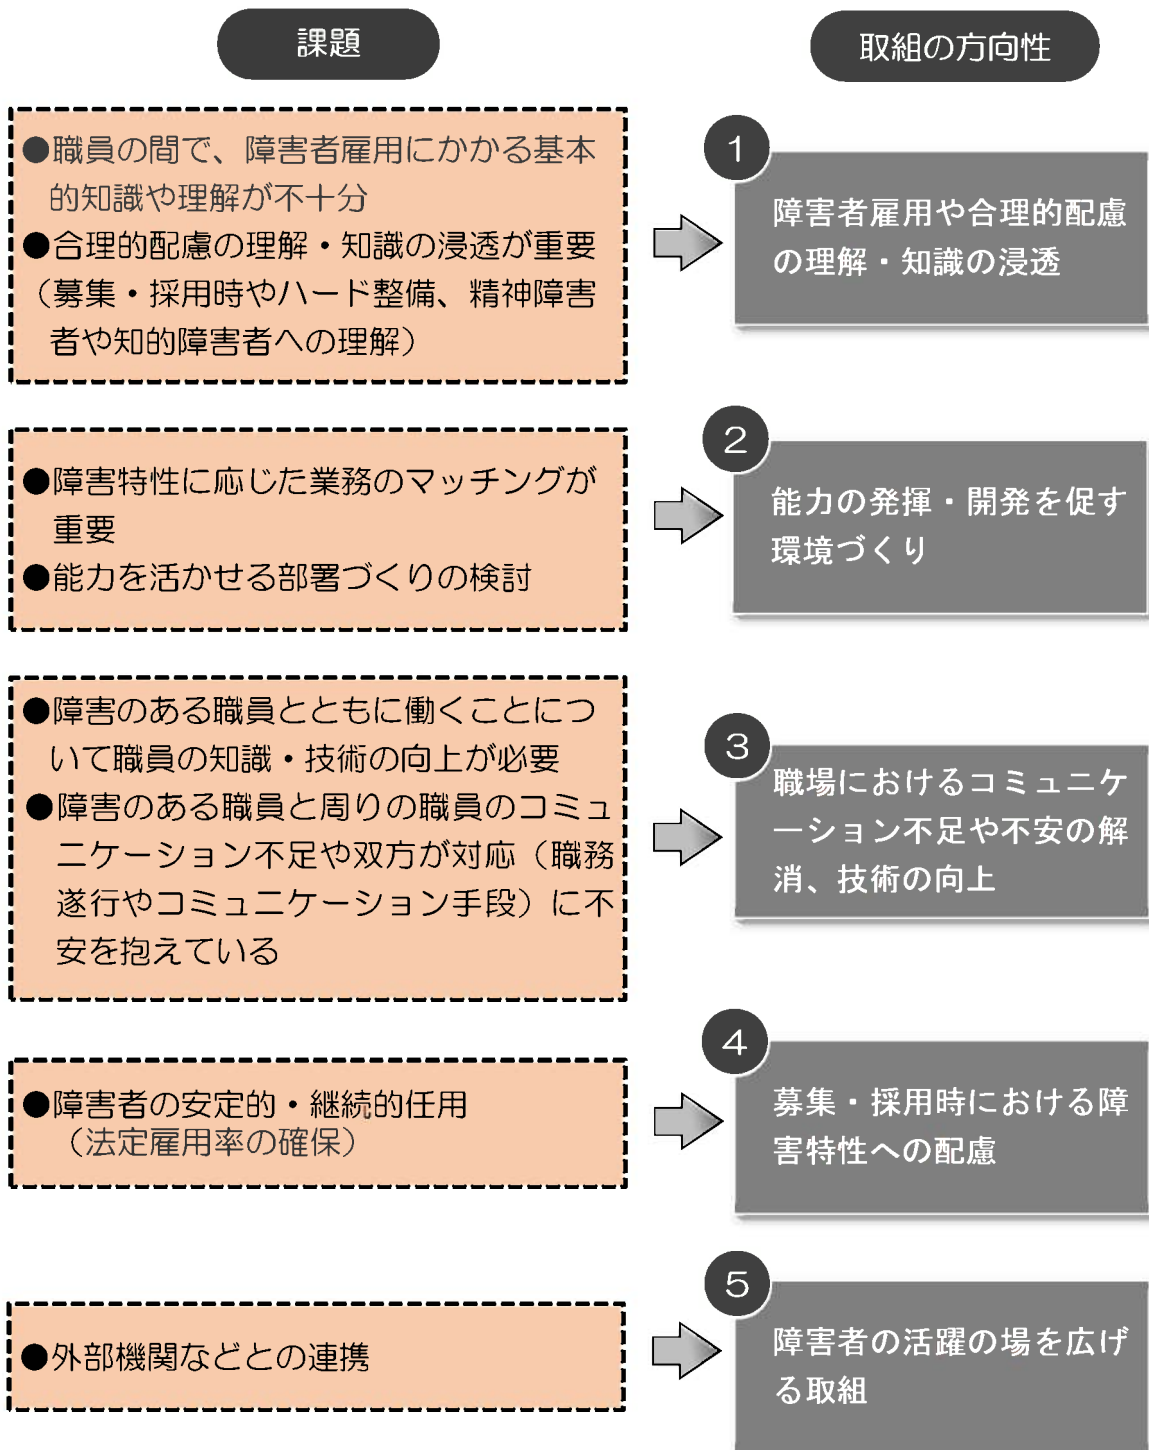 課題
取組の方向性
●職員の間で、障害者雇用にかかる基本
的知識や理解が不十分
●合理的配慮の理解・知識の浸透が重要
（募集・採用時やハード整備、精神障害
者や知的障害者への理解）
1
障害者雇用や合理的配慮
の理解・知識の浸透
●障害特性に応じた業務のマッチングが
重要
●能力を活かせる部署づくりの検討
2
能力の発揮・開発を促す
環境づくり
●障害のある職員とともに働くことにつ
いて職員の知識・技術の向上が必要
●障害のある職員と周りの職員のコミュ
ニケーション不足や双方が対応（職務
遂行やコミュニケーション手段）に不
安を抱えている
3
職場におけるコミュニケ
ーション不足や不安の解
消、技術の向上
●障害者の安定的・継続的任用
（法定雇用率の確保）
4
募集・採用時における障
害特性への配慮
●外部機関などとの連携
5
障害者の活躍の場を広げ
る取組